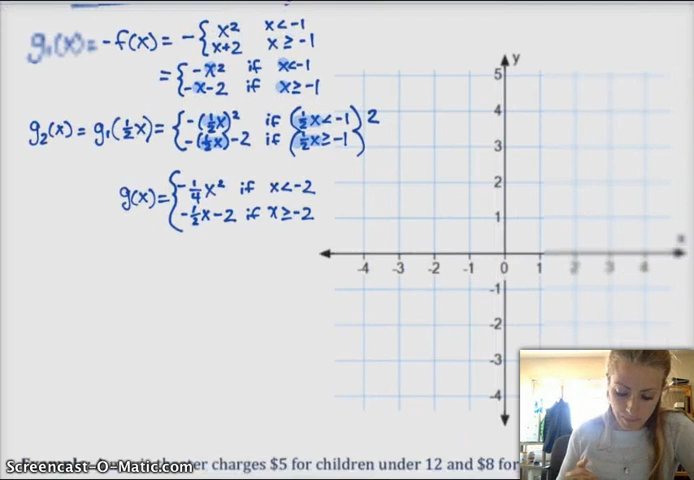 g₁(x) = -f(x) = -{ x² x < -1
x+2 x ≥ -1
= { -x² if x < -1
-x-2 if x ≥ -1
g₂(x) = g₁(½x) = { -(½x)² if (½x < -1) 2
-(½x)-2 if (½x ≥ -1)
g(x) = { -¼x² if x < -2
-½x-2 if x ≥ -2
y
5
4
3
2
1
x
-4 -3 -2 -1 0 1 2 3 4
-1
-2
-3
-4
charges $5 for children under 12 and $8 for
Screencast-O-Matic.com